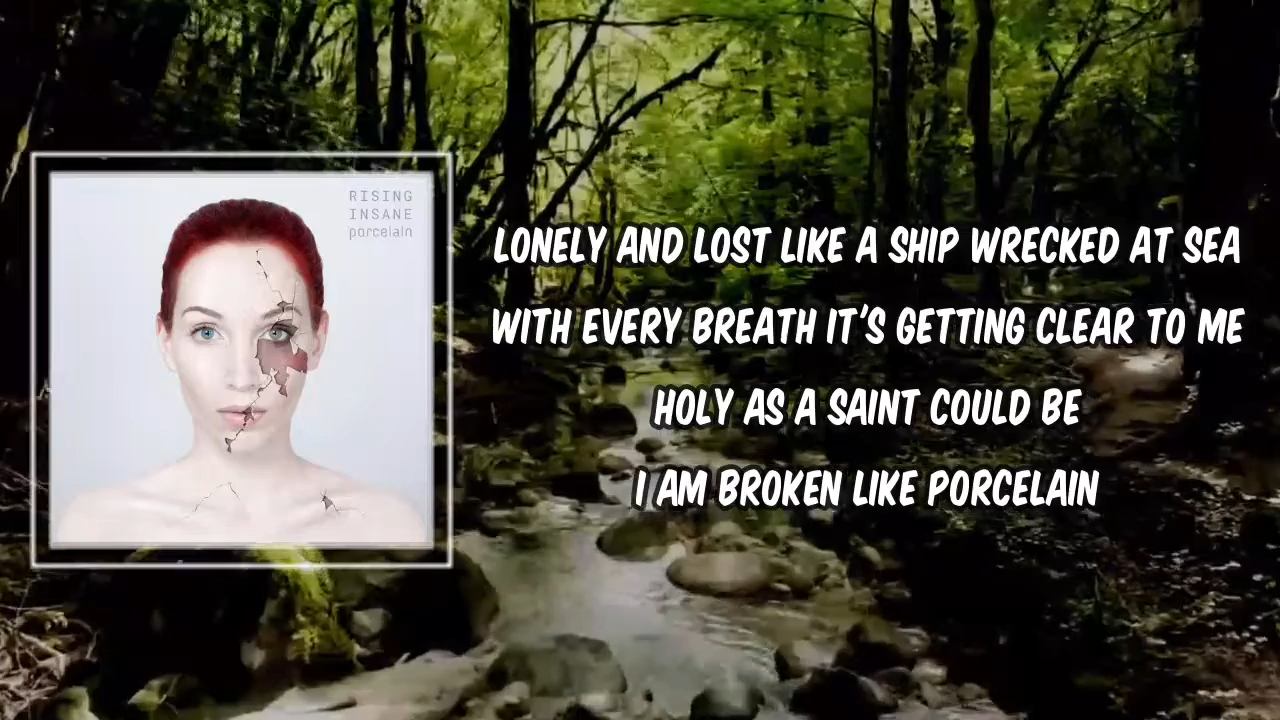 RISING
INSANE
porcelain
LONELY AND LOST LIKE A SHIP WRECKED AT SEA
WITH EVERY BREATH IT'S GETTING CLEAR TO ME
HOLY AS A SAINT COULD BE
I AM BROKEN LIKE PORCELAIN